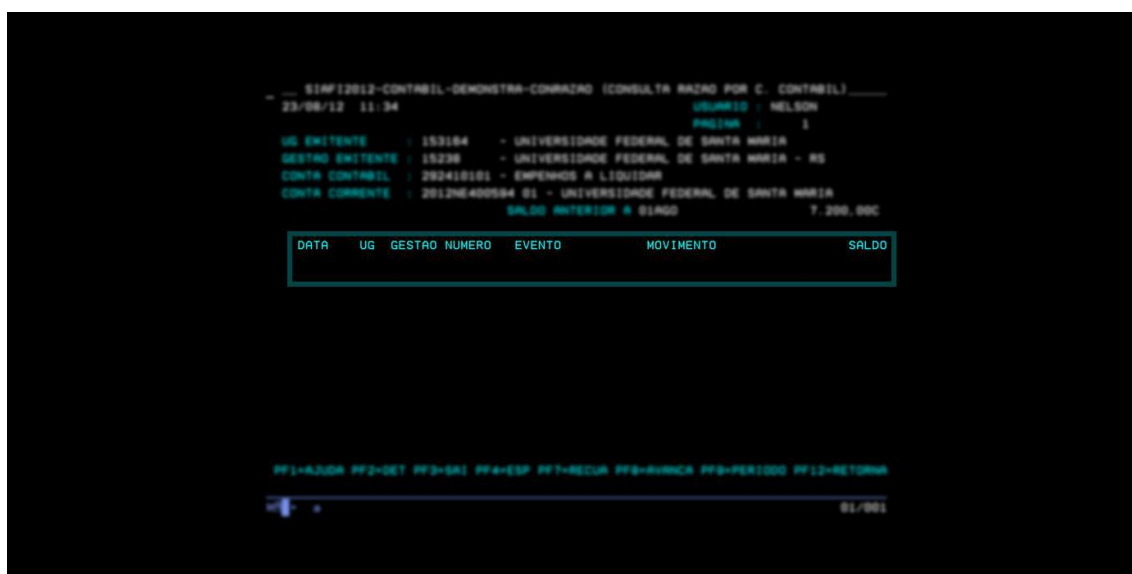 __ SIAFI2012-CONTABIL-DEMONSTRA-CONRAZAO (CONSULTA RAZAO POR C. CONTABIL)_____
23/08/12 11:34 USUARIO : NELSON
PAGINA : 1
UG EMITENTE : 153164 - UNIVERSIDADE FEDERAL DE SANTA MARIA
GESTAO EMITENTE : 15238 - UNIVERSIDADE FEDERAL DE SANTA MARIA - RS
CONTA CONTABIL : 292410101 - EMPENHOS A LIQUIDAR
CONTA CORRENTE : 2012NE400584 01 - UNIVERSIDADE FEDERAL DE SANTA MARIA
SALDO ANTERIOR A 01AGO 7.200,00C
DATA UG GESTAO NUMERO EVENTO MOVIMENTO SALDO
PF1=AJUDA PF2=DET PF3=SAI PF4=ESP PF7=RECUA PF8=AVANCA PF9=PERIODO PF12=RETORNA
01/001